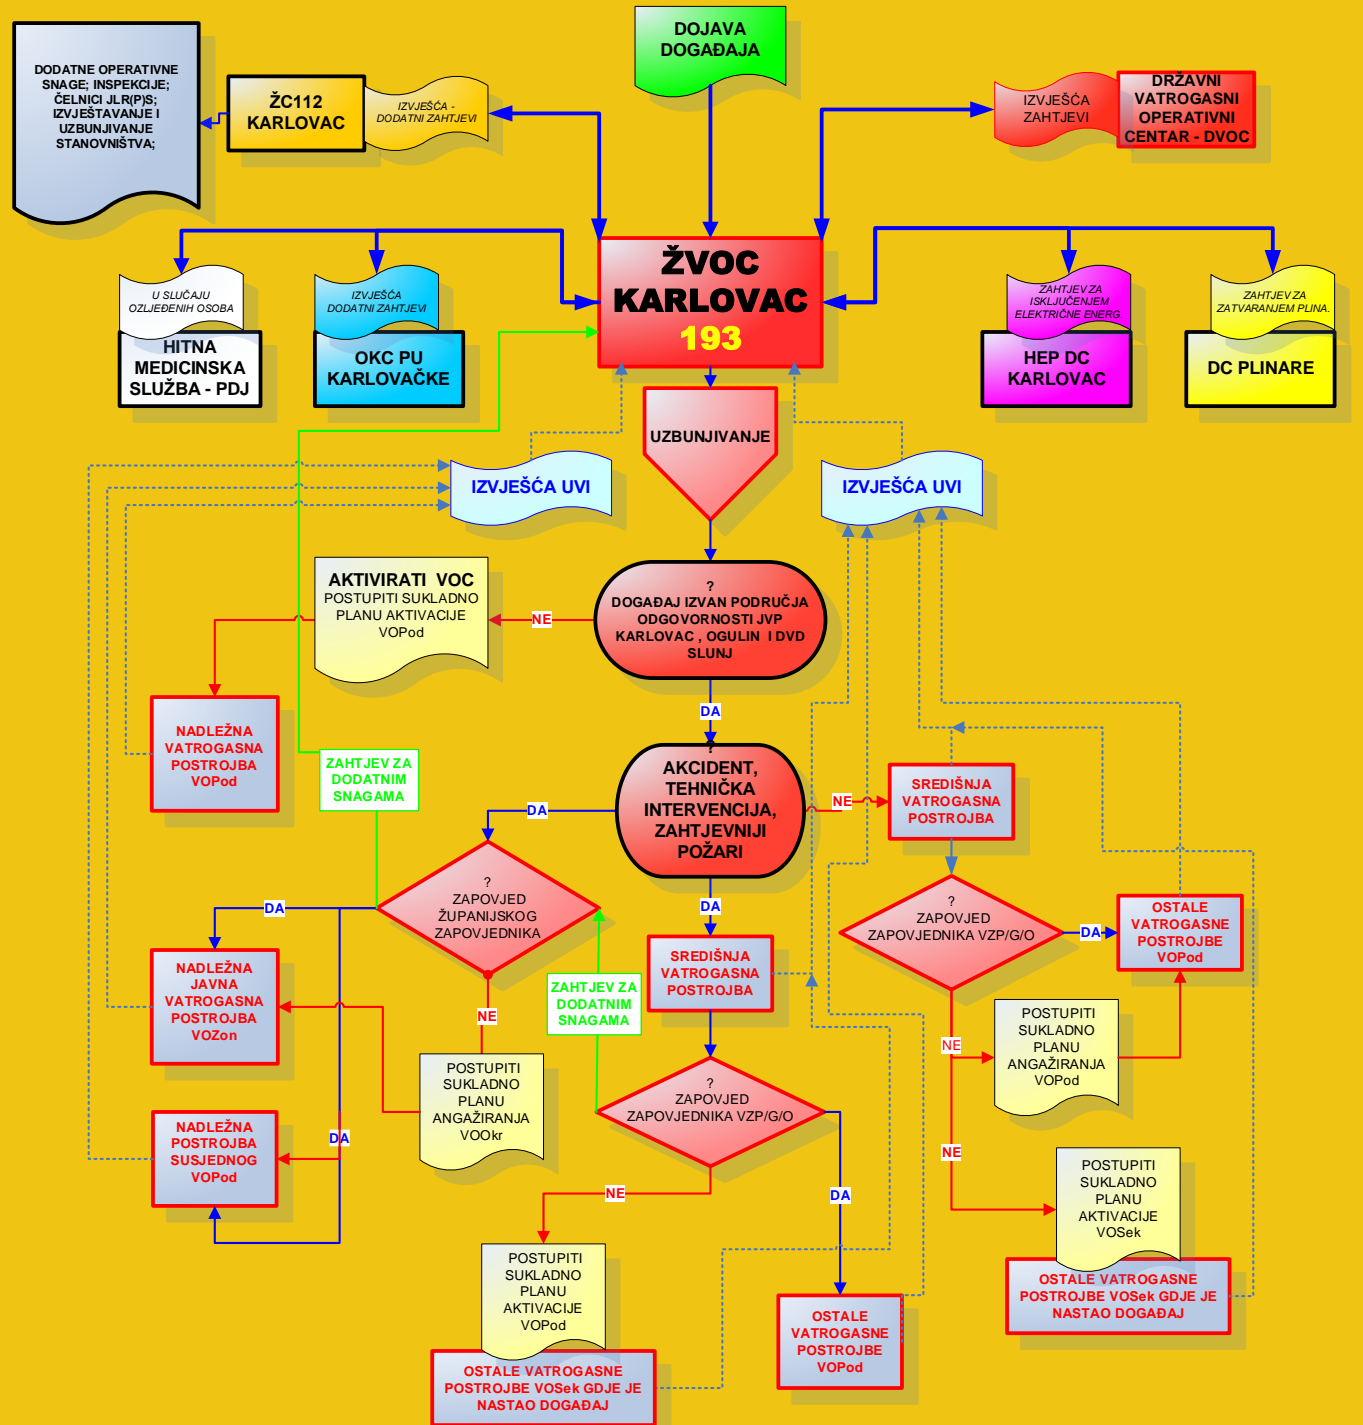 DOJAVA
DOGAĐAJA
DODATNE OPERATIVNE
SNAGE; INSPEKCIJE;
ČELNICI JLR(P)S;
IZVJEŠTAVANJE I
UZBUNJIVANJE
STANOVNIŠTVA;
ŽC112
KARLOVAC
IZVJEŠĆA -
DODATNI ZAHTJEVI
IZVJEŠĆA
ZAHTJEVI
DRŽAVNI
VATROGASNI
OPERATIVNI
CENTAR - DVOC
ŽVOC
KARLOVAC
193
U SLUČAJU
OZLJEĐENIH OSOBA
HITNA
MEDICINSKA
SLUŽBA - PDJ
IZVJEŠĆA
DODATNI ZAHTJEVI
OKC PU
KARLOVAČKE
ZAHTJEV ZA
ISKLJUČENJEM
ELEKTRIČNE ENERG.
HEP DC
KARLOVAC
ZAHTJEV ZA
ZATVARANJEM PLINA.
DC PLINARE
UZBUNJIVANJE
IZVJEŠĆA UVI
IZVJEŠĆA UVI
AKTIVIRATI VOC
POSTUPITI SUKLADNO
PLANU AKTIVACIJE
VOPod
NE
?
DOGAĐAJ IZVAN PODRUČJA
ODGOVORNOSTI JVP
KARLOVAC , OGULIN I DVD
SLUNJ
DA
NADLEŽNA
VATROGASNA
POSTROJBA
VOPod
ZAHTJEV ZA
DODATNIM
SNAGAMA
?
AKCIDENT,
TEHNIČKA
INTERVENCIJA,
ZAHTJEVNIJI
POŽARI
DA
NE
SREDIŠNJA
VATROGASNA
POSTROJBA
?
ZAPOVJED
ŽUPANIJSKOG
ZAPOVJEDNIKA
DA
DA
?
ZAPOVJED
ZAPOVJEDNIKA VZP/G/O
DA
OSTALE
VATROGASNE
POSTROJBE
VOPod
NADLEŽNA
JAVNA
VATROGASNA
POSTROJBA
VOZon
NE
ZAHTJEV ZA
DODATNIM
SNAGAMA
SREDIŠNJA
VATROGASNA
POSTROJBA
POSTUPITI
SUKLADNO
PLANU
ANGAŽIRANJA
VOPod
NE
POSTUPITI
SUKLADNO
PLANU
ANGAŽIRANJA
VOOkr
?
ZAPOVJED
ZAPOVJEDNIKA VZP/G/O
NADLEŽNA
POSTROJBA
SUSJEDNOG
VOPod
DA
NE
NE
DA
POSTUPITI
SUKLADNO
PLANU
AKTIVACIJE
VOSek
OSTALE VATROGASNE
POSTROJBE VOSek GDJE JE
NASTAO DOGAĐAJ
POSTUPITI
SUKLADNO
PLANU
AKTIVACIJE
VOPod
OSTALE VATROGASNE
POSTROJBE VOSek GDJE JE
NASTAO DOGAĐAJ
OSTALE
VATROGASNE
POSTROJBE
VOPod